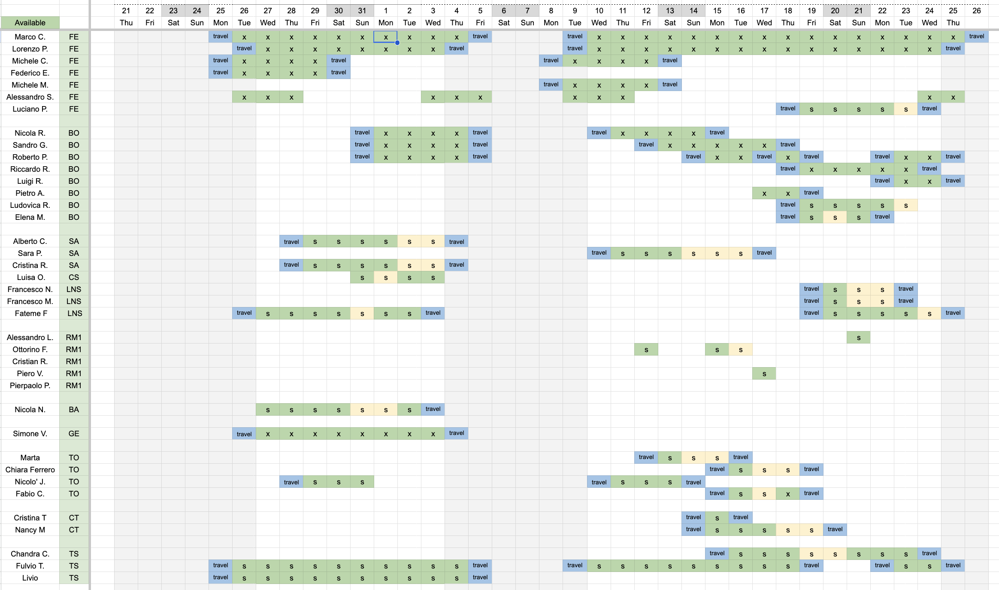 21 22 23 24 25 26 27 28 29 30 31 1 2 3 4 5 6 7 8 9 10 11 12 13 14 15 16 17 18 19 20 21 22 23 24 25 26
Available Thu Fri Sat Sun Mon Tue Wed Thu Fri Sat Sun Mon Tue Wed Thu Fri Sat Sun Mon Tue Wed Thu Fri Sat Sun Mon Tue Wed Thu Fri Sat Sun Mon Tue Wed Thu
Marco C. FE travel x x x x x x x x x x travel travel x x x x x x x x x x x x x x x x travel
Lorenzo P. FE travel x x x x x x x x travel travel x x x x x x x x x x x x x x x travel
Michele C. FE travel x x x x travel travel x x x x travel
Federico E. FE travel x x x x travel
Michele M. FE travel x x x x travel
Alessandro S. FE x x x x x x x x x x x
Luciano P. FE travel s s s s s travel
Nicola R. BO travel x x x x travel travel x x x x travel
Sandro G. BO travel x x x x travel travel x x x x x travel
Roberto P. BO travel x x x x travel travel x x travel x travel travel x x travel
Riccardo R. BO travel x x x x x travel
Luigi R. BO travel x x travel
Pietro A. BO x x travel
Ludovica R. BO travel s s s s s
Elena M. BO travel s s s travel
Alberto C. SA travel s s s s s s travel
Sara P. SA travel s s s s s s travel
Cristina R. SA travel s s s s s s travel
Luisa O. CS s s s s
Francesco N. LNS travel s s s travel
Francesco M. LNS travel s s s travel
Fateme F LNS travel s s s s s s s travel travel s s s s s travel
Alessandro L. RM1 s
Ottorino F. RM1 s s s
Cristian R. RM1
Piero V. RM1 s
Pierpaolo P. RM1
Nicola N. BA s s s s s s s travel
Simone V. GE travel x x x x x x x x travel
Marta TO travel s s s travel
Chiara Ferrero TO travel s s s travel
Nicolo' J. TO travel s s s travel s s s travel
Fabio C. TO travel s s x travel
Cristina T CT travel s travel
Nancy M CT travel s s s s s travel
Chandra C. TS travel s s s s s s s s travel
Fulvio T. TS travel s s s s s s s s s s travel travel s s s s s s s s s travel travel s s travel
Livio TS travel s s s s s s s s s s travel